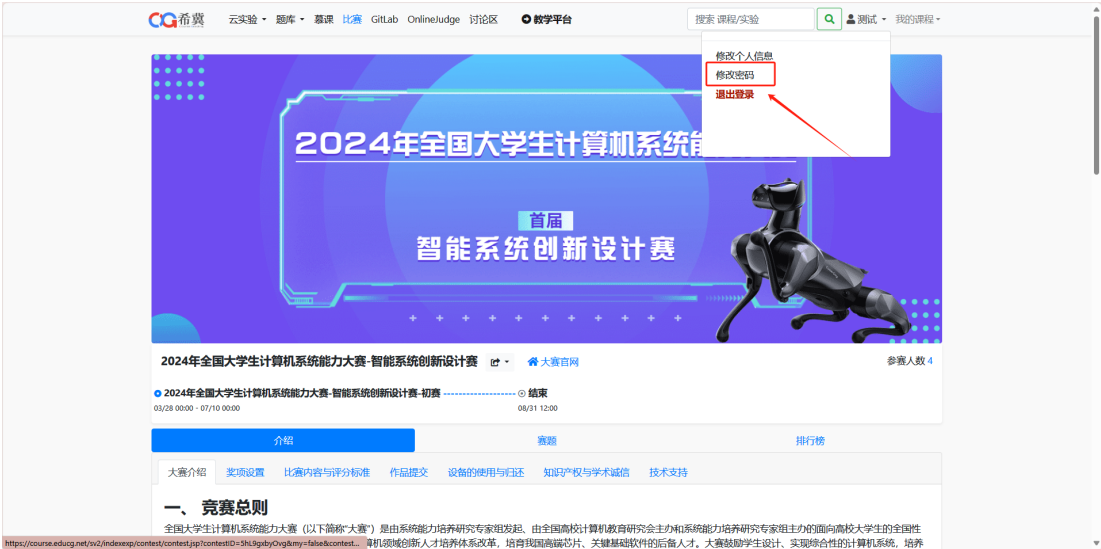 CG希冀 云实验 题库 慕课 比赛 GitLab OnlineJudge 讨论区 教学平台 搜索 课程/实验 测试 我的课程
修改个人信息
修改密码
退出登录
2024年全国大学生计算机系统能
首届
智能系统创新设计赛
2024年全国大学生计算机系统能力大赛-智能系统创新设计赛 大赛官网 参赛人数 4
2024年全国大学生计算机系统能力大赛-智能系统创新设计赛-初赛 结束
03/28 00:00 - 07/10 00:00 08/31 12:00
介绍 赛题 排行榜
大赛介绍 奖项设置 比赛内容与评分标准 作品提交 设备的使用与归还 知识产权与学术诚信 技术支持
一、 竞赛总则
全国大学生计算机系统能力大赛（以下简称“大赛”）是由系统能力培养研究专家组发起、由全国高校计算机教育研究会主办和系统能力培养研究专家组主办的面向高校大学生的全国性
https://course.educg.net/sv2/indexexp/contest/contest.jsp?contestID=5hL9gxbyOvg&my=false&contest... 算机领域创新人才培养体系改革，培育我国高端芯片、关键基础软件的后备人才。大赛鼓励学生设计、实现综合性的计算机系统，培养